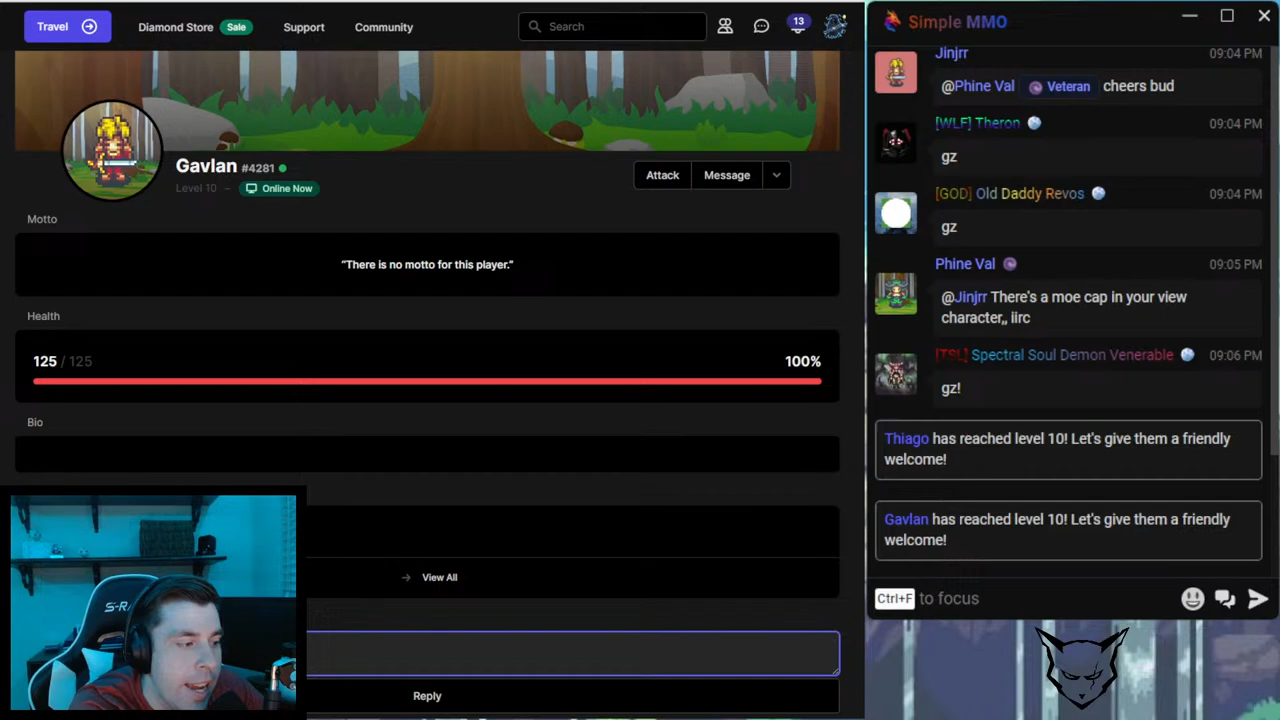 Travel
Diamond Store Sale
Support
Community
Search
13
Gavlan #4281
Level 10 – Online Now
Attack
Message
Motto
“There is no motto for this player.”
Health
125 / 125
100%
Bio
View All
Reply
Simple MMO
Jinjrr 09:04 PM
@Phine Val Veteran cheers bud
[WLF] Theron 09:04 PM
gz
[GOD] Old Daddy Revos 09:04 PM
gz
Phine Val 09:05 PM
@Jinjrr There's a moe cap in your view
character,, iirc
[TSL] Spectral Soul Demon Venerable 09:06 PM
gz!
Thiago has reached level 10! Let's give them a friendly
welcome!
Gavlan has reached level 10! Let's give them a friendly
welcome!
Ctrl+F to focus